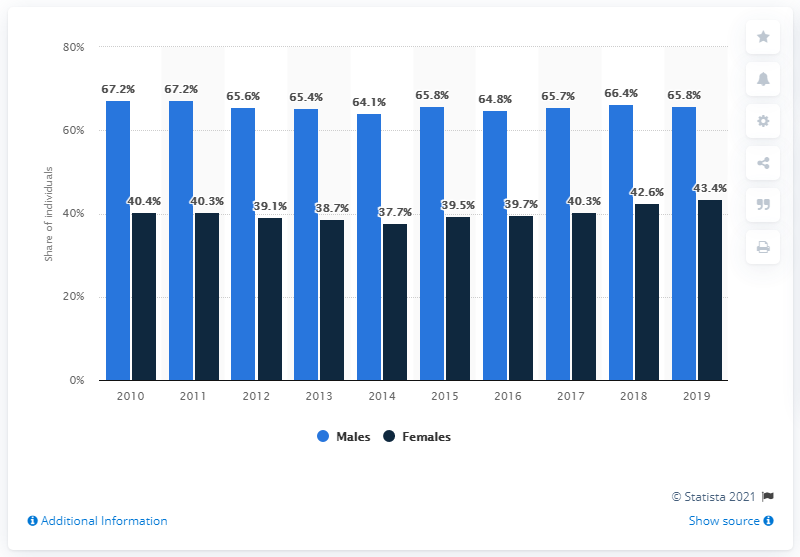 80%
60%
40%
20%
0%
Share of individuals
67.2% 67.2% 65.6% 65.4% 64.1% 65.8% 64.8% 65.7% 66.4% 65.8%
40.4% 40.3% 39.1% 38.7% 37.7% 39.5% 39.7% 40.3% 42.6% 43.4%
2010 2011 2012 2013 2014 2015 2016 2017 2018 2019
Males Females
© Statista 2021
Additional Information
Show source